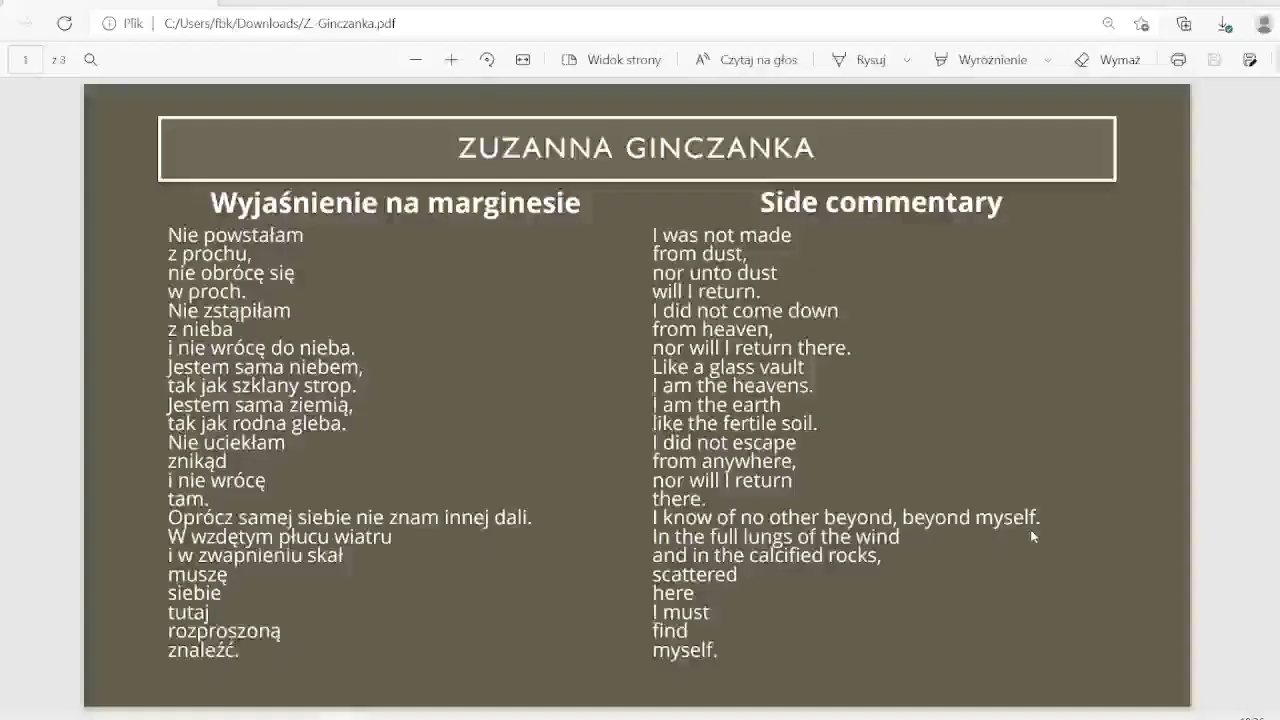 Plik | C:/Users/fbk/Downloads/Z.-Ginczanka.pdf
1 z 3 Widok strony Czytaj na głos Rysuj Wyróżnienie Wymaż
ZUZANNA GINCZANKA
Wyjaśnienie na marginesie
Nie powstałam
z prochu,
nie obrócę się
w proch.
Nie zstąpiłam
z nieba
i nie wrócę do nieba.
Jestem sama niebem,
tak jak szklany strop.
Jestem sama ziemią,
tak jak rodna gleba.
Nie uciekłam
znikąd
i nie wrócę
tam.
Oprócz samej siebie nie znam innej dali.
W wzdętym płucu wiatru
i w zwapnieniu skał
muszę
siebie
tutaj
rozproszoną
znaleźć.
Side commentary
I was not made
from dust,
nor unto dust
will I return.
I did not come down
from heaven,
nor will I return there.
Like a glass vault
I am the heavens.
I am the earth
like the fertile soil.
I did not escape
from anywhere,
nor will I return
there.
I know of no other beyond, beyond myself.
In the full lungs of the wind
and in the calcified rocks,
scattered
here
I must
find
myself.